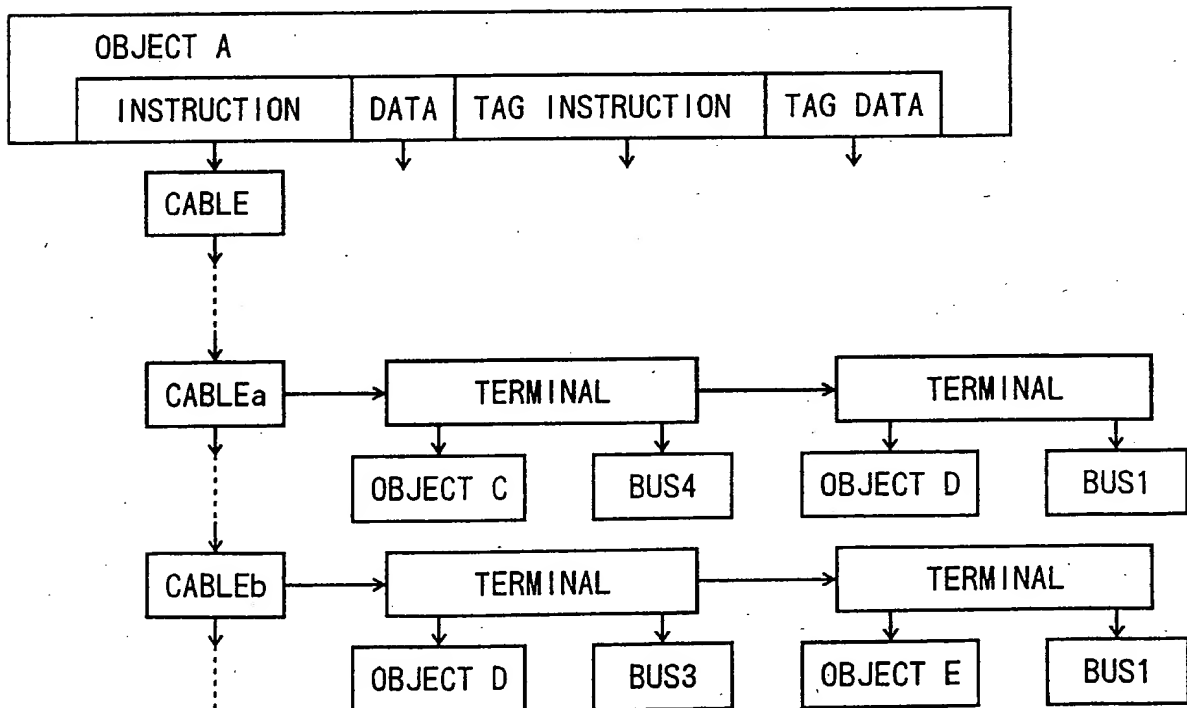 OBJECT A
INSTRUCTION DATA TAG INSTRUCTION TAG DATA
CABLE
CABLEa TERMINAL TERMINAL
OBJECT C BUS4 OBJECT D BUS1
CABLEb TERMINAL TERMINAL
OBJECT D BUS3 OBJECT E BUS1